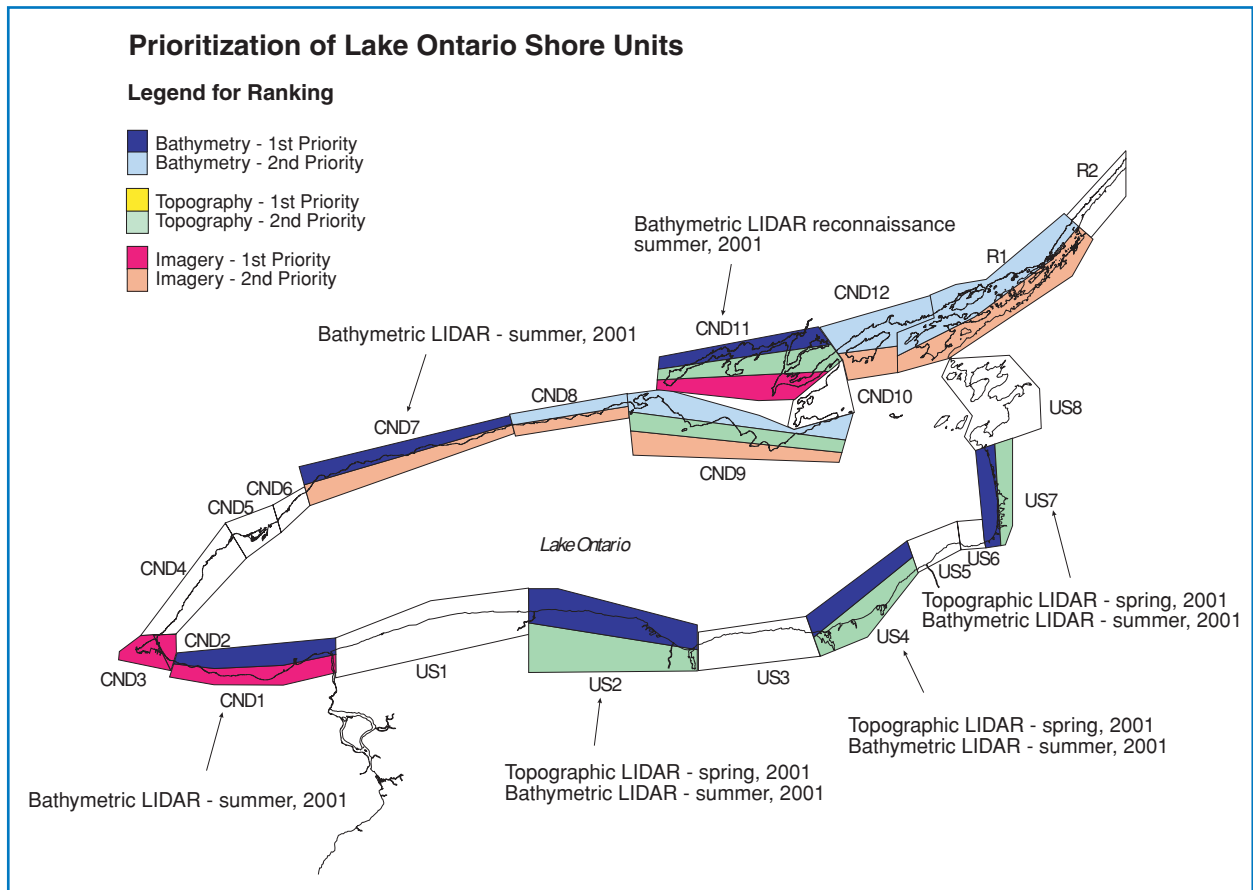 Prioritization of Lake Ontario Shore Units
Legend for Ranking
Bathymetry - 1st Priority
Bathymetry - 2nd Priority
Topography - 1st Priority
Topography - 2nd Priority
Imagery - 1st Priority
Imagery - 2nd Priority
R2
Bathymetric LIDAR reconnaissance
summer, 2001
R1
CND12
CND11
Bathymetric LIDAR - summer, 2001
CND8
CND10
US8
CND7
CND9
CND6
CND5
US7
Lake Ontario
US6
CND4
US5
Topographic LIDAR - spring, 2001
Bathymetric LIDAR - summer, 2001
CND2
US4
CND3
US1
US3
CND1
US2
Topographic LIDAR - spring, 2001
Bathymetric LIDAR - summer, 2001
Topographic LIDAR - spring, 2001
Bathymetric LIDAR - summer, 2001
Bathymetric LIDAR - summer, 2001